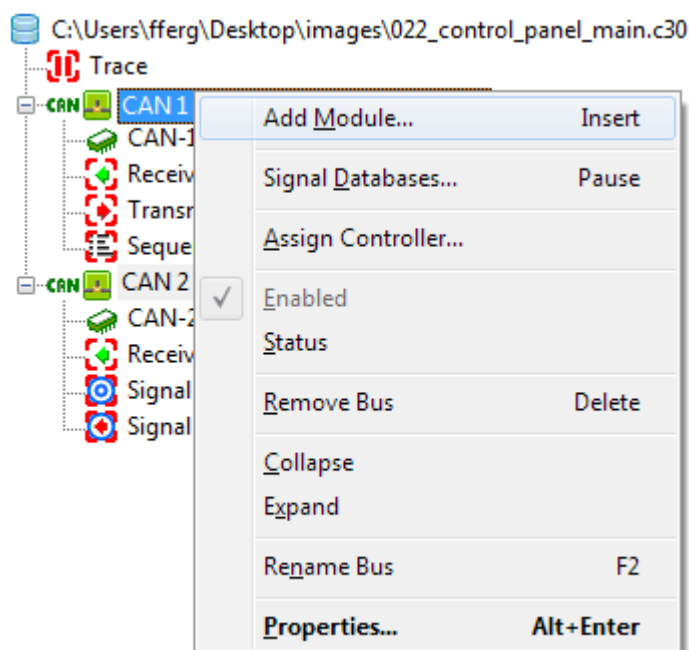 C:\Users\fferg\Desktop\images\022_control_panel_main.c30
Trace
CAN CAN 1
CAN-1
Receiv
Transm
Seque
CAN CAN 2
CAN-2
Receiv
Signal
Signal
Add Module... Insert
Signal Databases... Pause
Assign Controller...
Enabled
Status
Remove Bus Delete
Collapse
Expand
Rename Bus F2
Properties... Alt+Enter